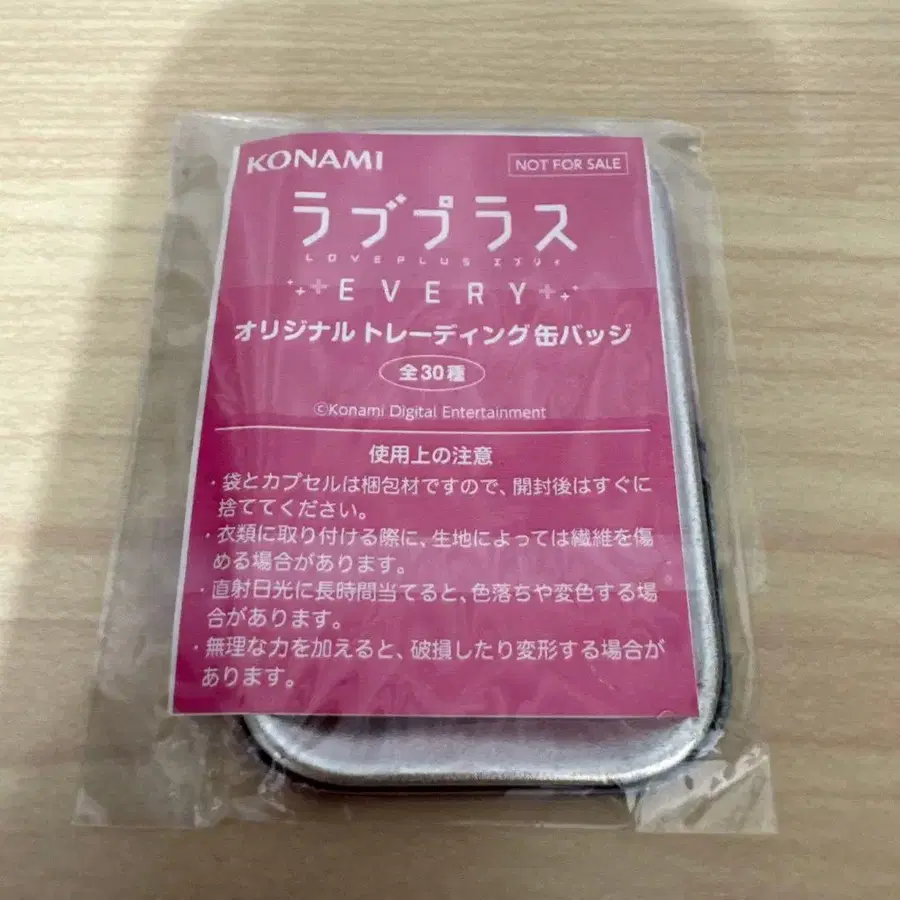 KONAMI
NOT FOR SALE
ラブプラス
LOVEPLUS エブリィ
EVERY
オリジナル トレーディング缶バッジ
全30種
©Konami Digital Entertainment
使用上の注意
・袋とカプセルは梱包材ですので、開封後はすぐに
捨ててください。
・衣類に取り付ける際に、生地によっては繊維を傷
める場合があります。
・直射日光に長時間当てると、色落ちや変色する場
合があります。
・無理な力を加えると、破損したり変形する場合が
あります。